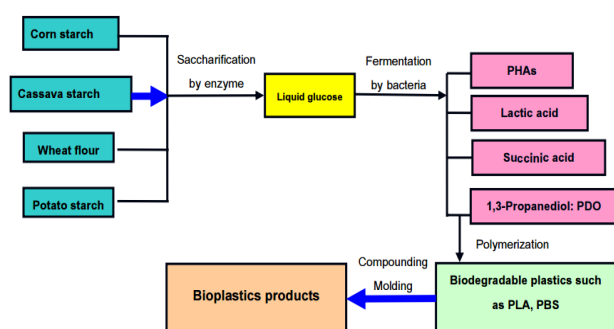 Corn starch
Cassava starch
Wheat flour
Potato starch
Saccharification
by enzyme
Liquid glucose
Fermentation
by bacteria
PHAs
Lactic acid
Succinic acid
1,3-Propanediol: PDO
Polymerization
Biodegradable plastics such
as PLA, PBS
Compounding
Molding
Bioplastics products